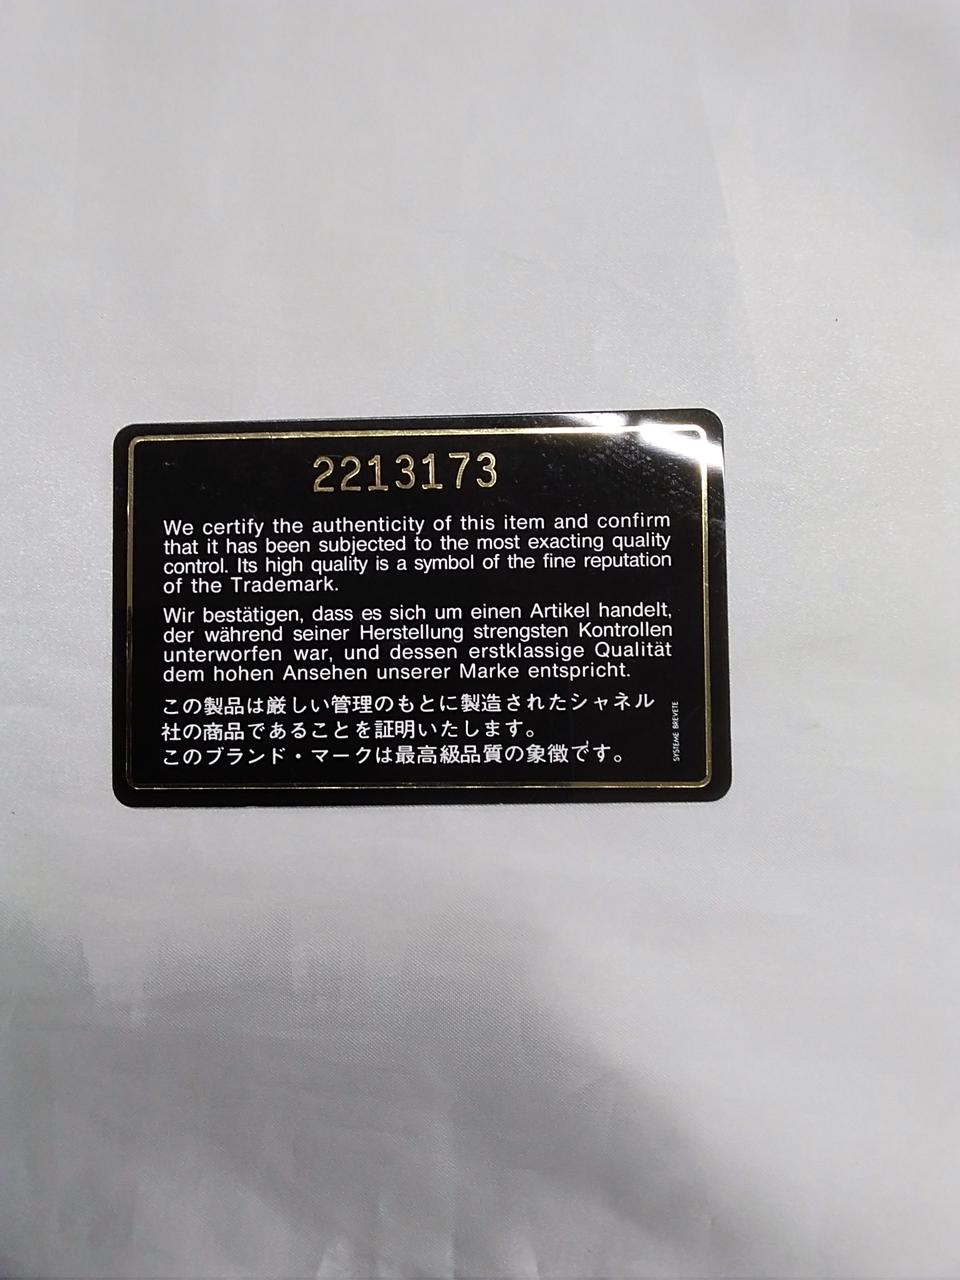 2213173
We certify the authenticity of this item and confirm
that it has been subjected to the most exacting quality
control. Its high quality is a symbol of the fine reputation
of the Trademark.
Wir bestätigen, dass es sich um einen Artikel handelt,
der während seiner Herstellung strengsten Kontrollen
unterworfen war, und dessen erstklassige Qualität
dem hohen Ansehen unserer Marke entspricht.
この製品は厳しい管理のもとに製造されたシャネル
社の商品であることを証明いたします。
このブランド・マークは最高級品質の象徴です。
SYSTEME BREVETE